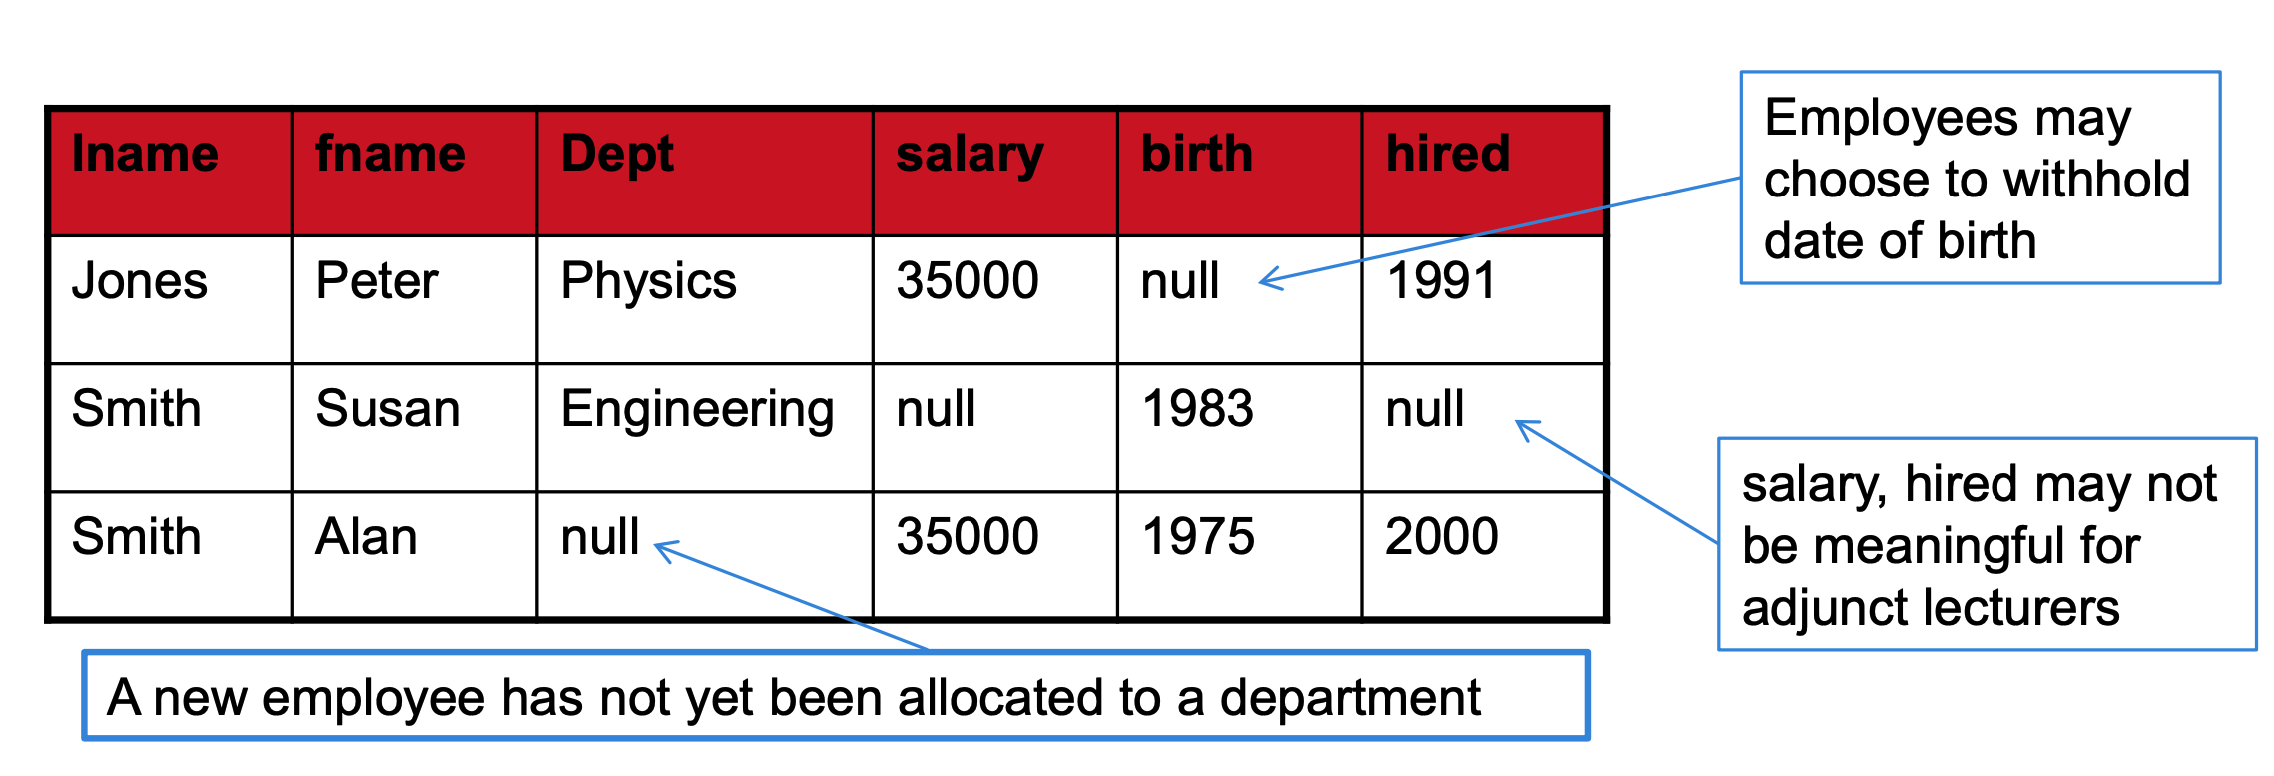 lname fname Dept salary birth hired
Jones Peter Physics 35000 null 1991
Smith Susan Engineering null 1983 null
Smith Alan null 35000 1975 2000
Employees may
choose to withhold
date of birth
salary, hired may not
be meaningful for
adjunct lecturers
A new employee has not yet been allocated to a department